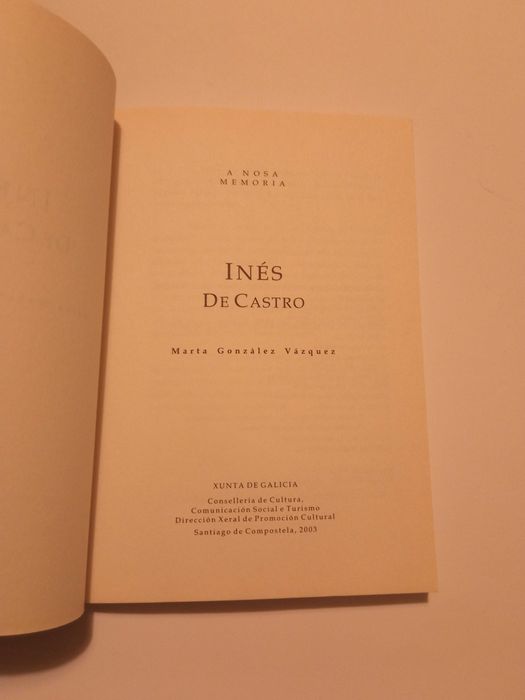 A NOSA
MEMORIA
INÉS
DE CASTRO
Marta González Vázquez
XUNTA DE GALICIA
Consellería de Cultura,
Comunicación Social e Turismo
Dirección Xeral de Promoción Cultural
Santiago de Compostela, 2003